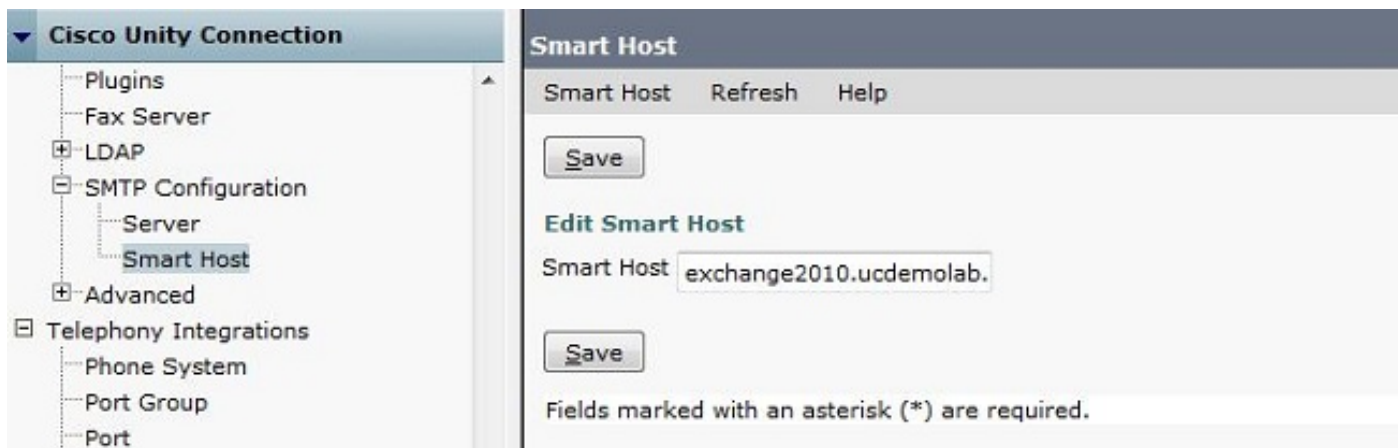 Cisco Unity Connection
Plugins
Fax Server
LDAP
SMTP Configuration
Server
Smart Host
Advanced
Telephony Integrations
Phone System
Port Group
Port
Smart Host
Smart Host Refresh Help
Save
Edit Smart Host
Smart Host exchange2010.ucdemolab.
Save
Fields marked with an asterisk (*) are required.